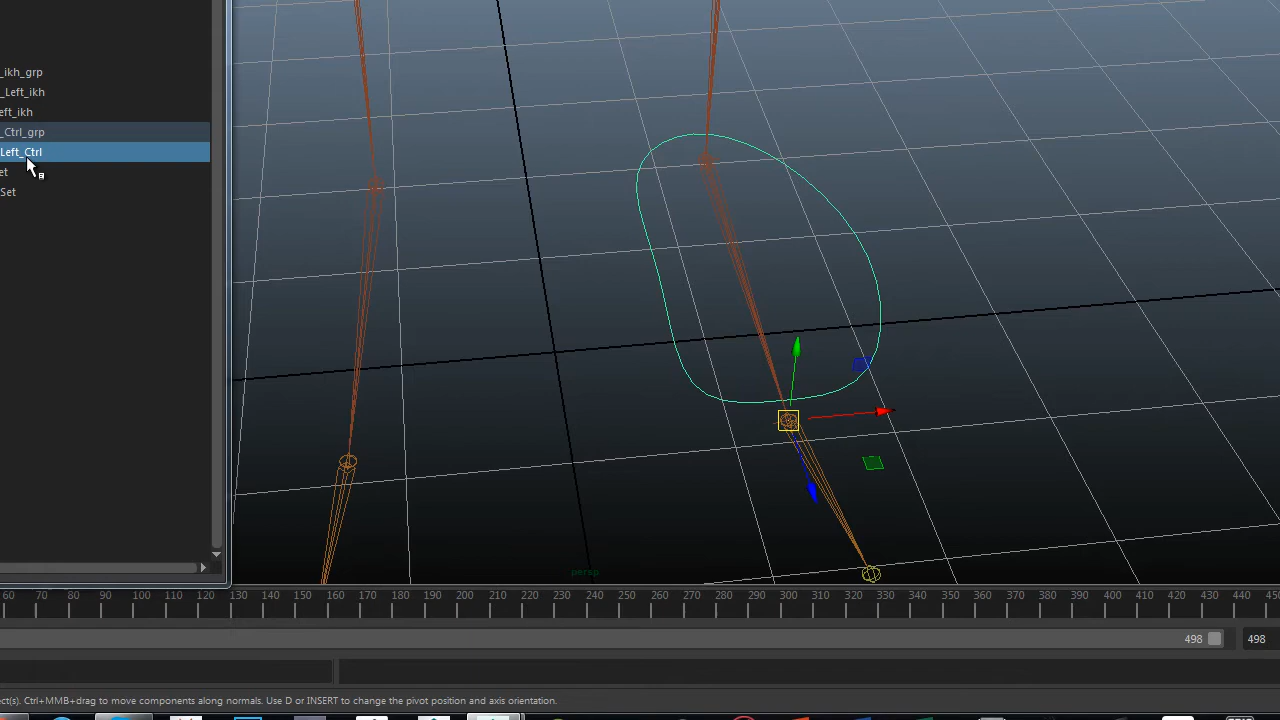 _ikh_grp
_Left_ikh
eft_ikh
_Ctrl_grp
Left_Ctrl
et
Set
persp
60 70 80 90 100 110 120 130 140 150 160 170 180 190 200 210 220 230 240 250 260 270 280 290 300 310 320 330 340 350 360 370 380 390 400 410 420 430 440 45
498 498
ect(s). Ctrl+MMB+drag to move components along normals. Use D or INSERT to change the pivot position and axis orientation.